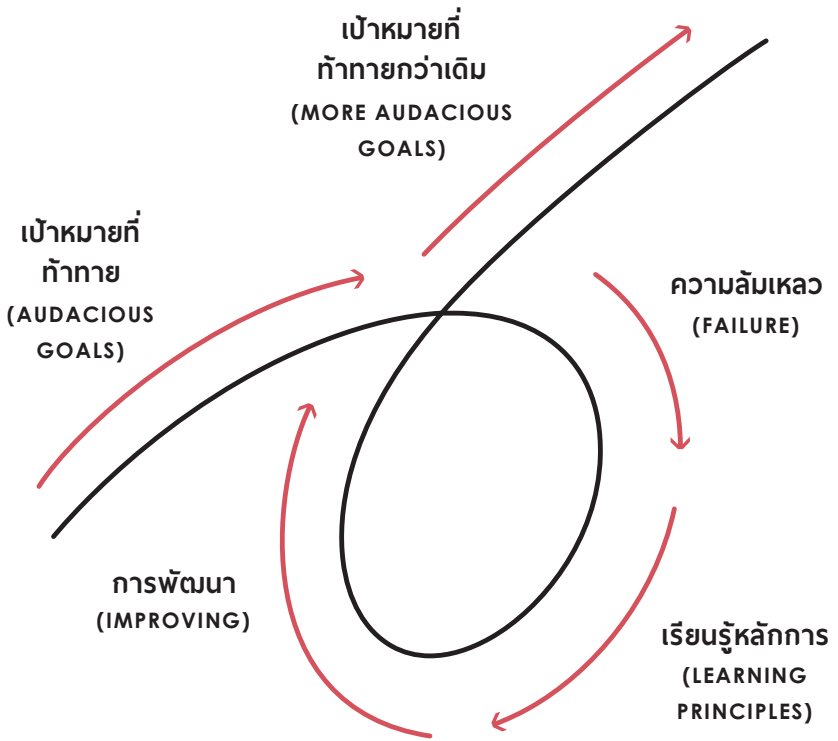 เป้าหมายที่
ท้าทายกว่าเดิม
(MORE AUDACIOUS
GOALS)
เป้าหมายที่
ท้าทาย
(AUDACIOUS
GOALS)
ความล้มเหลว
(FAILURE)
การพัฒนา
(IMPROVING)
เรียนรู้หลักการ
(LEARNING
PRINCIPLES)